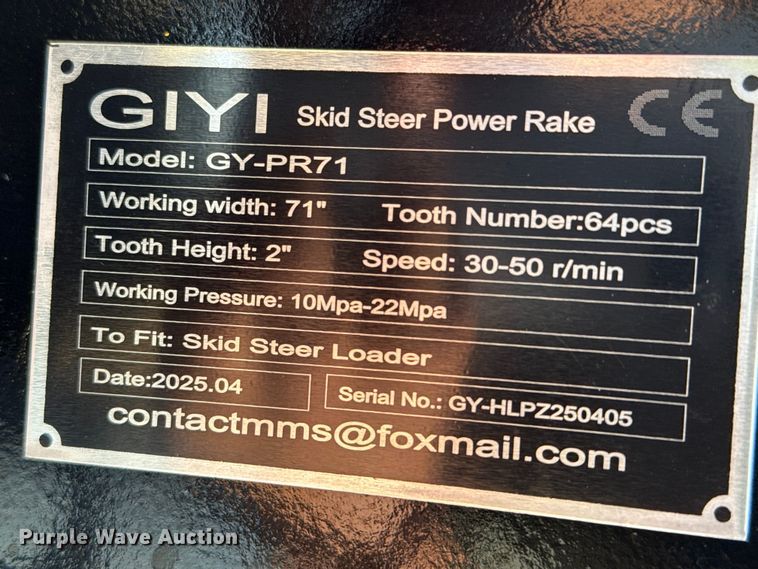 GIYI Skid Steer Power Rake CE
Model: GY-PR71
Working width: 71" Tooth Number:64pcs
Tooth Height: 2" Speed: 30-50 r/min
Working Pressure: 10Mpa-22Mpa
To Fit: Skid Steer Loader
Date:2025.04 Serial No.: GY-HLPZ250405
contactmms@foxmail.com
Purple Wave Auction